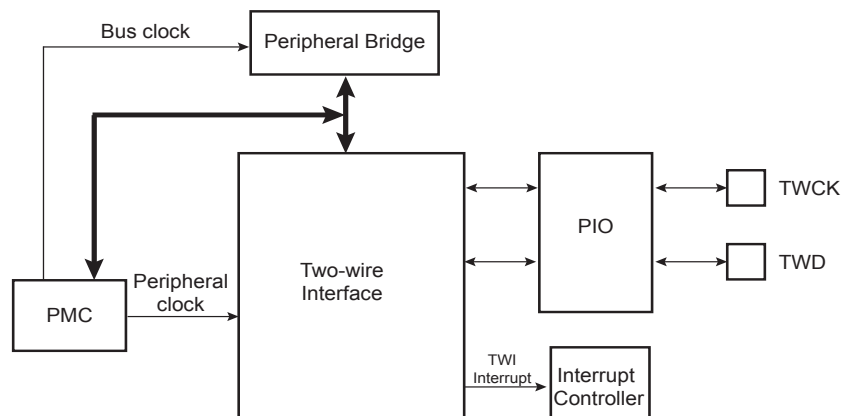 Bus clock
Peripheral Bridge
TWCK
PIO
TWD
Two-wire
Interface
Peripheral
clock
PMC
TWI
Interrupt
Interrupt
Controller